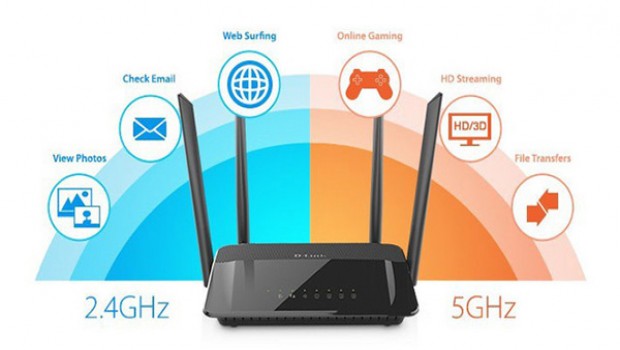 Web Surfing
Online Gaming
Check Email
HD Streaming
HD/3D
View Photos
File Transfers
D-Link
2.4GHz
5GHz